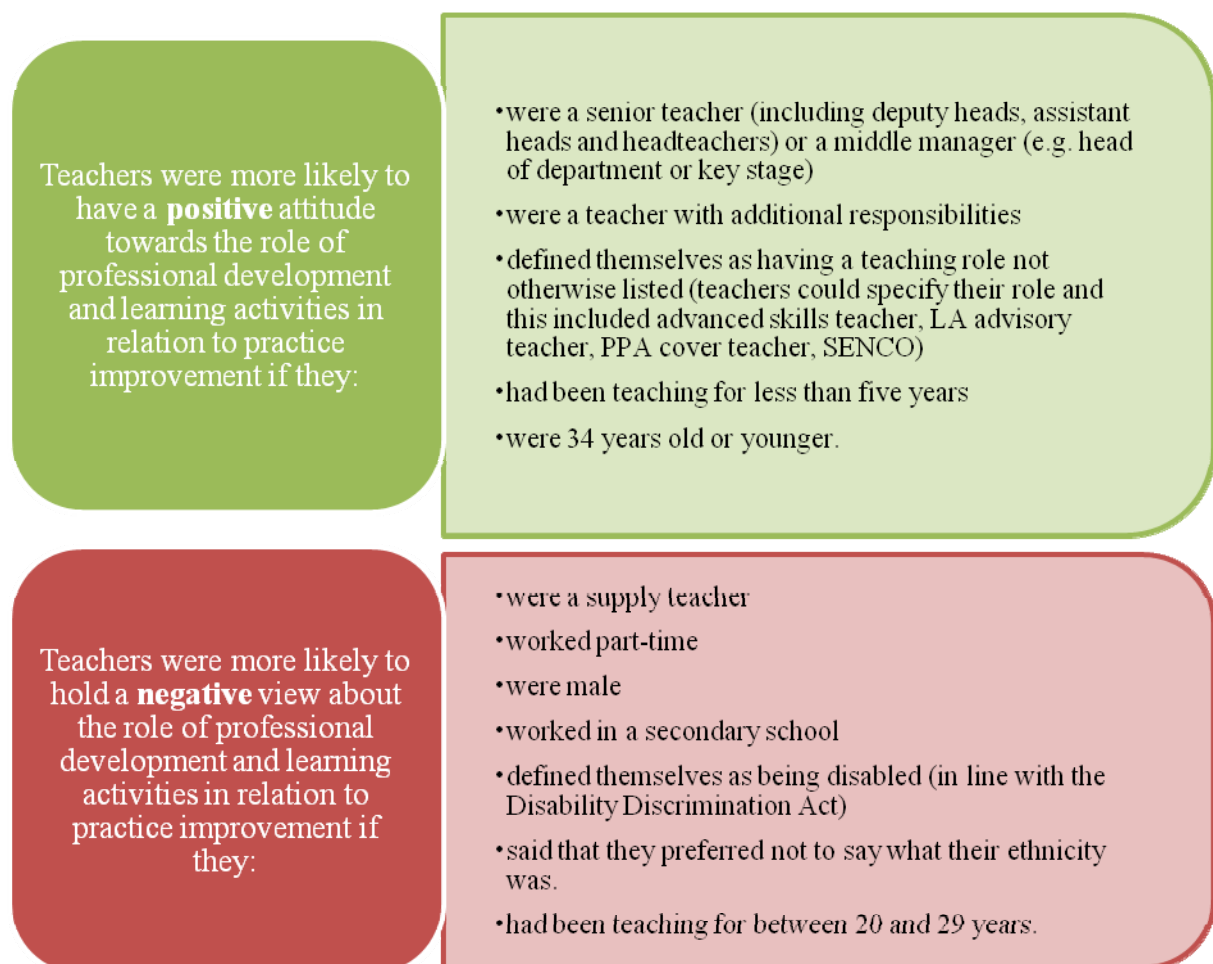 Teachers were more likely to
have a positive attitude
towards the role of
professional development
and learning activities in
relation to practice
improvement if they:
•were a senior teacher (including deputy heads, assistant
heads and headteachers) or a middle manager (e.g. head
of department or key stage)
•were a teacher with additional responsibilities
•defined themselves as having a teaching role not
otherwise listed (teachers could specify their role and
this included advanced skills teacher, LA advisory
teacher, PPA cover teacher, SENCO)
•had been teaching for less than five years
•were 34 years old or younger.
Teachers were more likely to
hold a negative view about
the role of professional
development and learning
activities in relation to
practice improvement if
they:
•were a supply teacher
•worked part-time
•were male
•worked in a secondary school
•defined themselves as being disabled (in line with the
Disability Discrimination Act)
•said that they preferred not to say what their ethnicity
was.
•had been teaching for between 20 and 29 years.